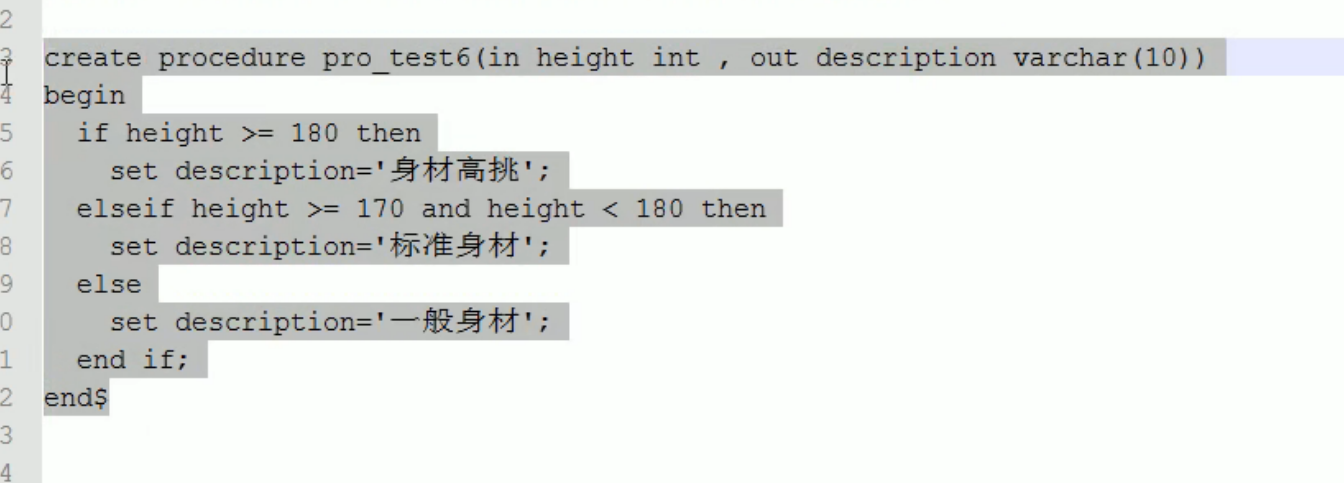 2
3 create procedure pro_test6(in height int , out description varchar(10))
4 begin
5   if height >= 180 then
6     set description='身材高挑';
7   elseif height >= 170 and height < 180 then
8     set description='标准身材';
9   else
0     set description='一般身材';
1   end if;
2 end$
3
4